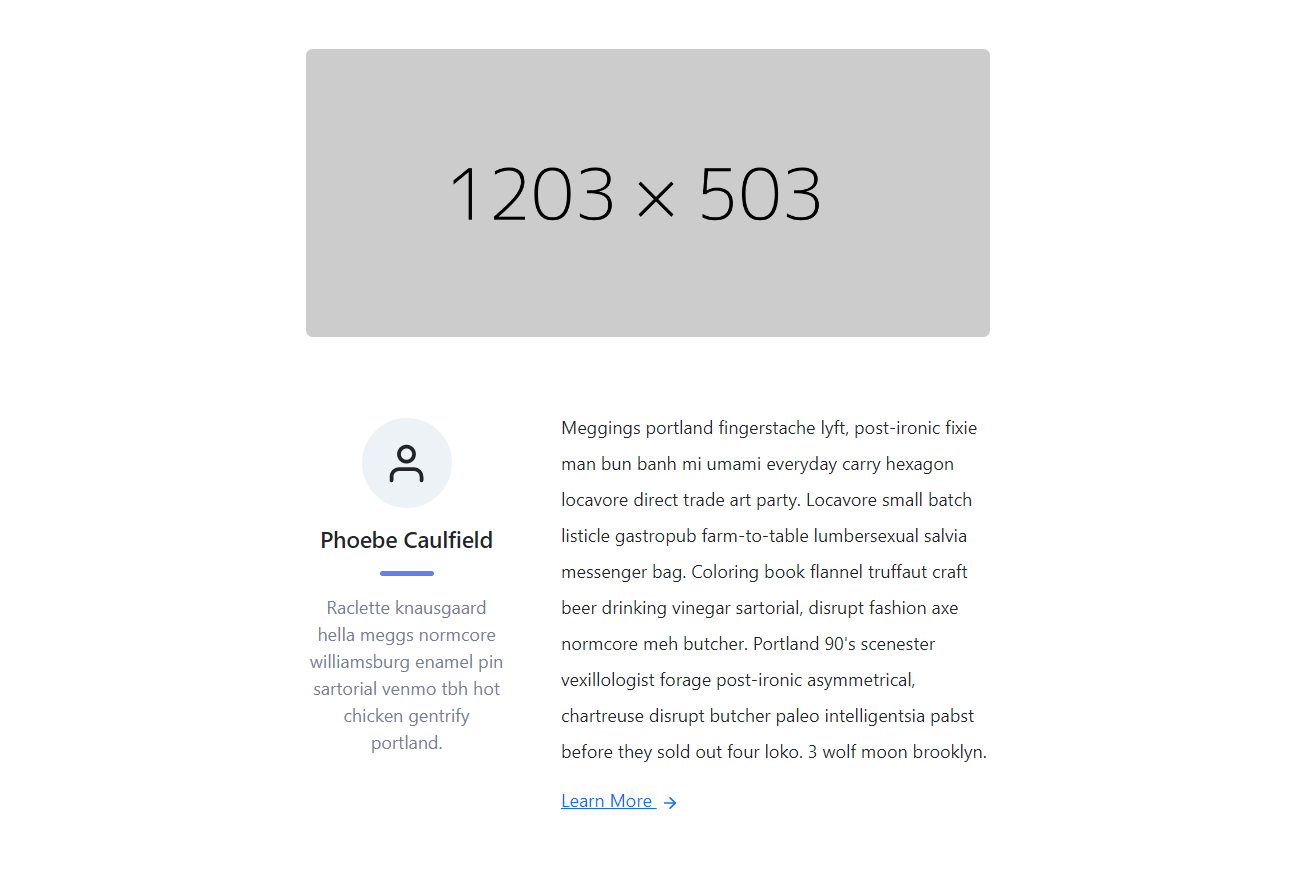 1203 × 503
Phoebe Caulfield
Raclette knausgaard
hella meggs normcore
williamsburg enamel pin
sartorial venmo tbh hot
chicken gentrify
portland.
Meggings portland fingerstache lyft, post-ironic fixie
man bun banh mi umami everyday carry hexagon
locavore direct trade art party. Locavore small batch
listicle gastropub farm-to-table lumbersexual salvia
messenger bag. Coloring book flannel truffaut craft
beer drinking vinegar sartorial, disrupt fashion axe
normcore meh butcher. Portland 90's scenester
vexillologist forage post-ironic asymmetrical,
chartreuse disrupt butcher paleo intelligentsia pabst
before they sold out four loko. 3 wolf moon brooklyn.
Learn More →